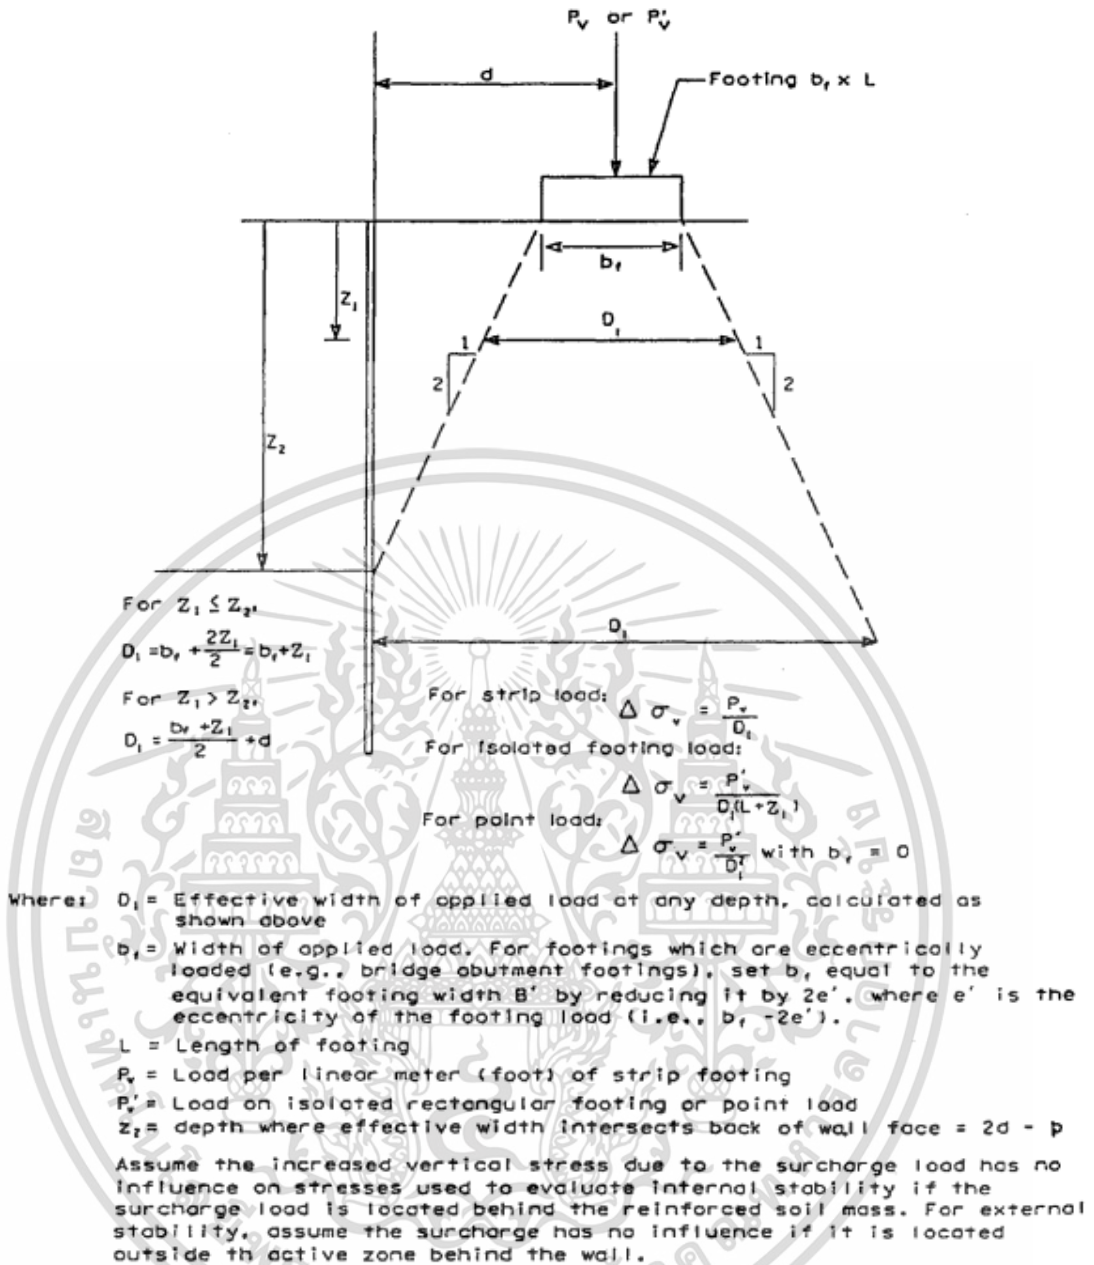 Pᵥ or P'ᵥ
d
Footing b_f x L
b_f
Z₁
D₁
1
2
1
2
Z₂
D₁
For Z₁ ≤ Z₂,
D₁ = b_f + 2Z₁/2 = b_f + Z₁
For Z₁ > Z₂,
D₁ = (b_f + Z₁)/2 + d
For strip load:
Δ σᵥ = Pᵥ/D₁
For isolated footing load:
Δ σᵥ = P'ᵥ/D₁(L + Z₁)
For point load:
Δ σᵥ = P'ᵥ/D₁² with b_f = 0
Where: D₁ = Effective width of applied load at any depth, calculated as
shown above
b_f = Width of applied load. For footings which are eccentrically
loaded (e.g., bridge abutment footings), set b_f equal to the
equivalent footing width B' by reducing it by 2e', where e' is the
eccentricity of the footing load (i.e., b_f -2e').
L = Length of footing
Pᵥ = Load per linear meter (foot) of strip footing
P'ᵥ = Load on isolated rectangular footing or point load
Z₂ = depth where effective width intersects back of wall face = 2d - b
Assume the increased vertical stress due to the surcharge load has no
influence on stresses used to evaluate internal stability if the
surcharge load is located behind the reinforced soil mass. For external
stability, assume the surcharge has no influence if it is located
outside th active zone behind the wall.